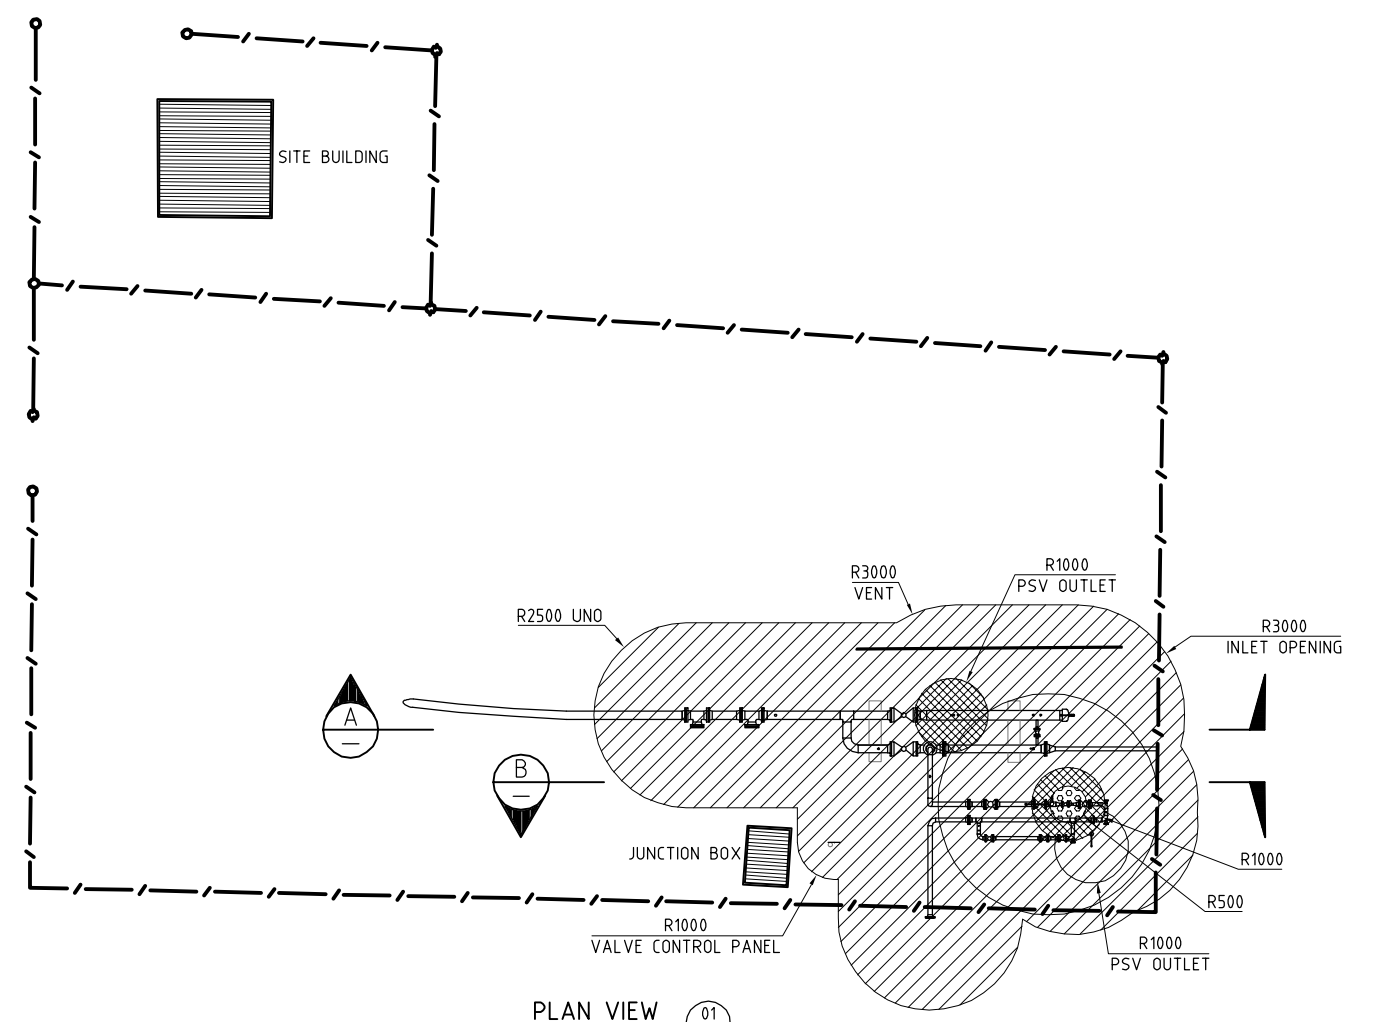 SITE BUILDING
R1000
PSV OUTLET
R3000
VENT
R2500 UNO
R3000
INLET OPENING
A
B
JUNCTION BOX
R1000
R500
R1000
VALVE CONTROL PANEL
R1000
PSV OUTLET
PLAN VIEW 01